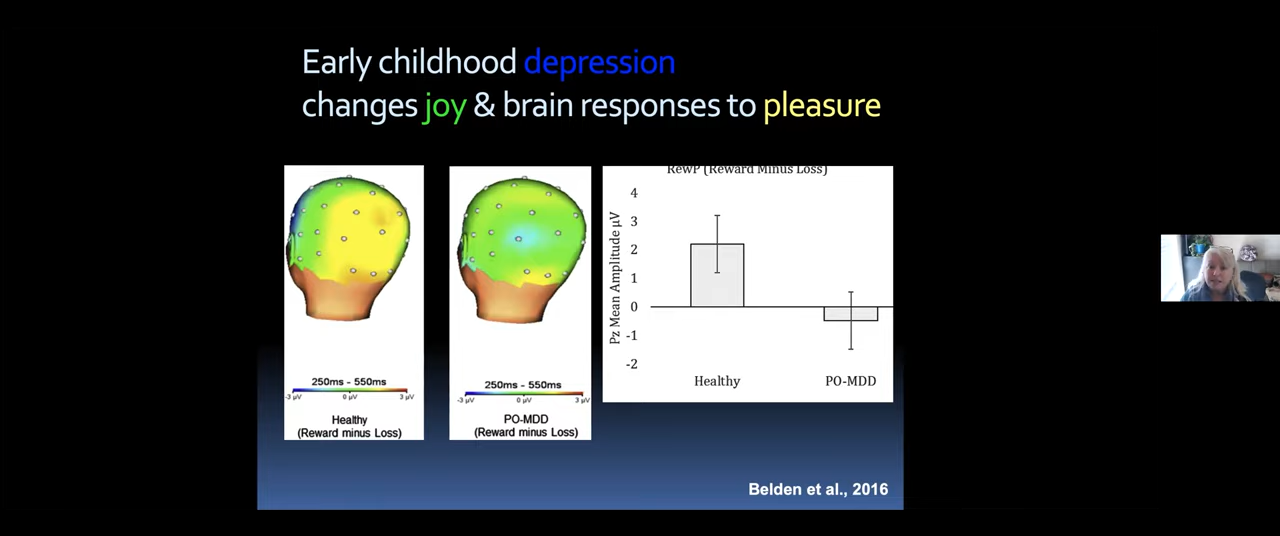 Early childhood depression
changes joy & brain responses to pleasure
250ms - 550ms
-3 µV
0 µV
3 µV
Healthy
(Reward minus Loss)
250ms - 550ms
-3 µV
0 µV
3 µV
PO-MDD
(Reward minus Loss)
RewP (Reward Minus Loss)
Pz Mean Amplitude µV
4
3
2
1
0
-1
-2
Healthy
PO-MDD
Belden et al., 2016